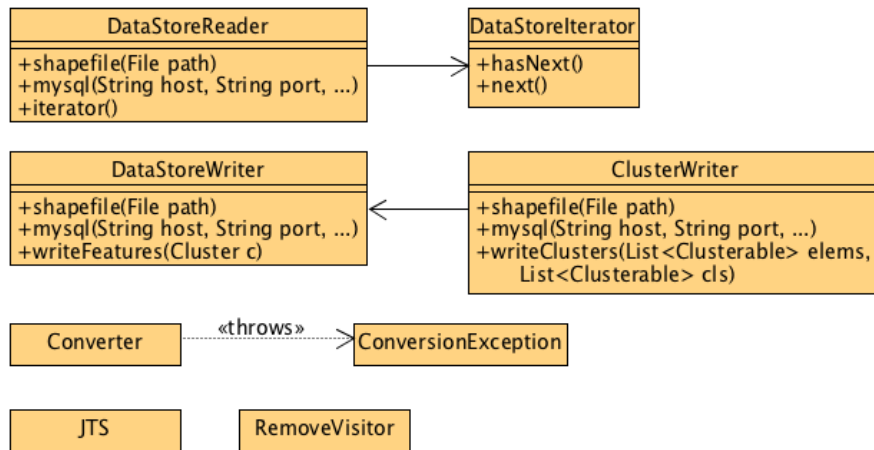 DataStoreReader
+shapefile(File path)
+mysql(String host, String port, ...)
+iterator()
DataStoreIterator
+hasNext()
+next()
DataStoreWriter
+shapefile(File path)
+mysql(String host, String port, ...)
+writeFeatures(Cluster c)
ClusterWriter
+shapefile(File path)
+mysql(String host, String port, ...)
+writeClusters(List<Clusterable> elems,
List<Clusterable> cls)
Converter
«throws»
ConversionException
JTS
RemoveVisitor